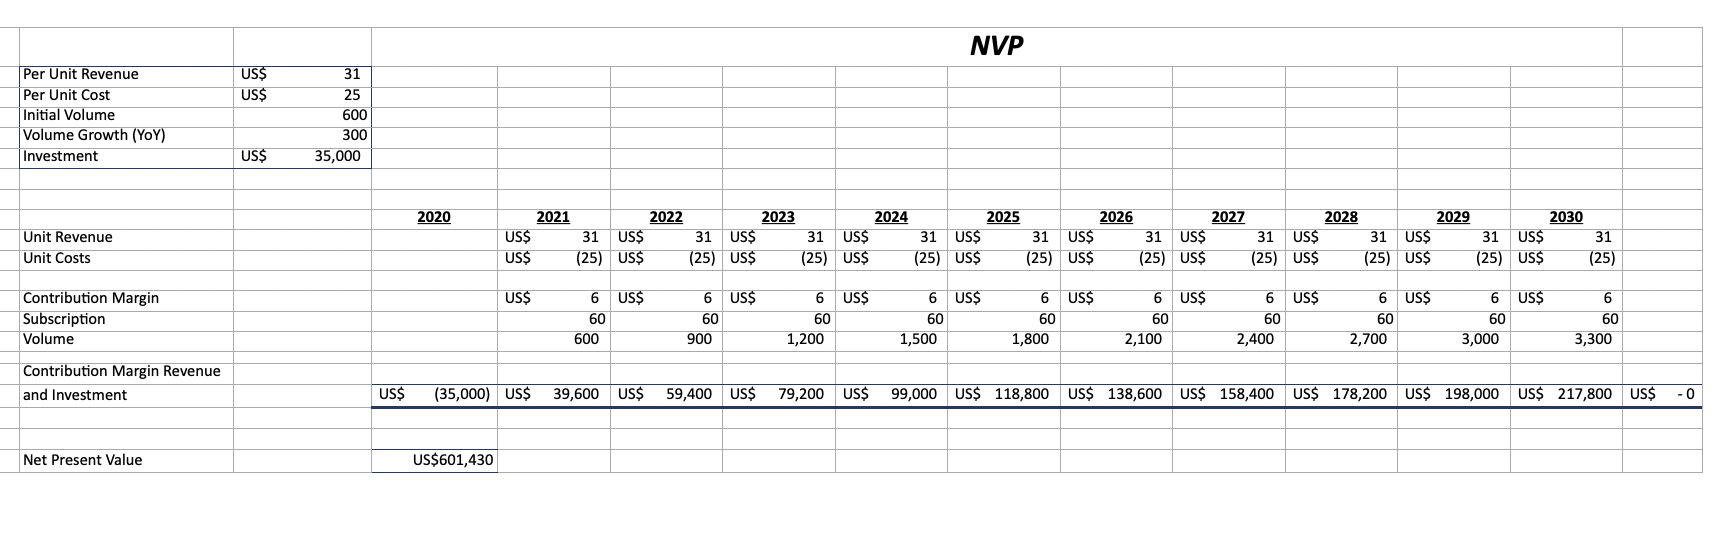 NVP
Per Unit Revenue US$ 31
Per Unit Cost US$ 25
Initial Volume 600
Volume Growth (YoY) 300
Investment US$ 35,000
2020 2021 2022 2023 2024 2025 2026 2027 2028 2029 2030
Unit Revenue US$ 31 US$ 31 US$ 31 US$ 31 US$ 31 US$ 31 US$ 31 US$ 31 US$ 31 US$ 31
Unit Costs US$ (25) US$ (25) US$ (25) US$ (25) US$ (25) US$ (25) US$ (25) US$ (25) US$ (25) US$ (25)
Contribution Margin US$ 6 US$ 6 US$ 6 US$ 6 US$ 6 US$ 6 US$ 6 US$ 6 US$ 6 US$ 6
Subscription 60 60 60 60 60 60 60 60 60 60
Volume 600 900 1,200 1,500 1,800 2,100 2,400 2,700 3,000 3,300
Contribution Margin Revenue
and Investment US$ (35,000) US$ 39,600 US$ 59,400 US$ 79,200 US$ 99,000 US$ 118,800 US$ 138,600 US$ 158,400 US$ 178,200 US$ 198,000 US$ 217,800 US$ - 0
Net Present Value US$601,430